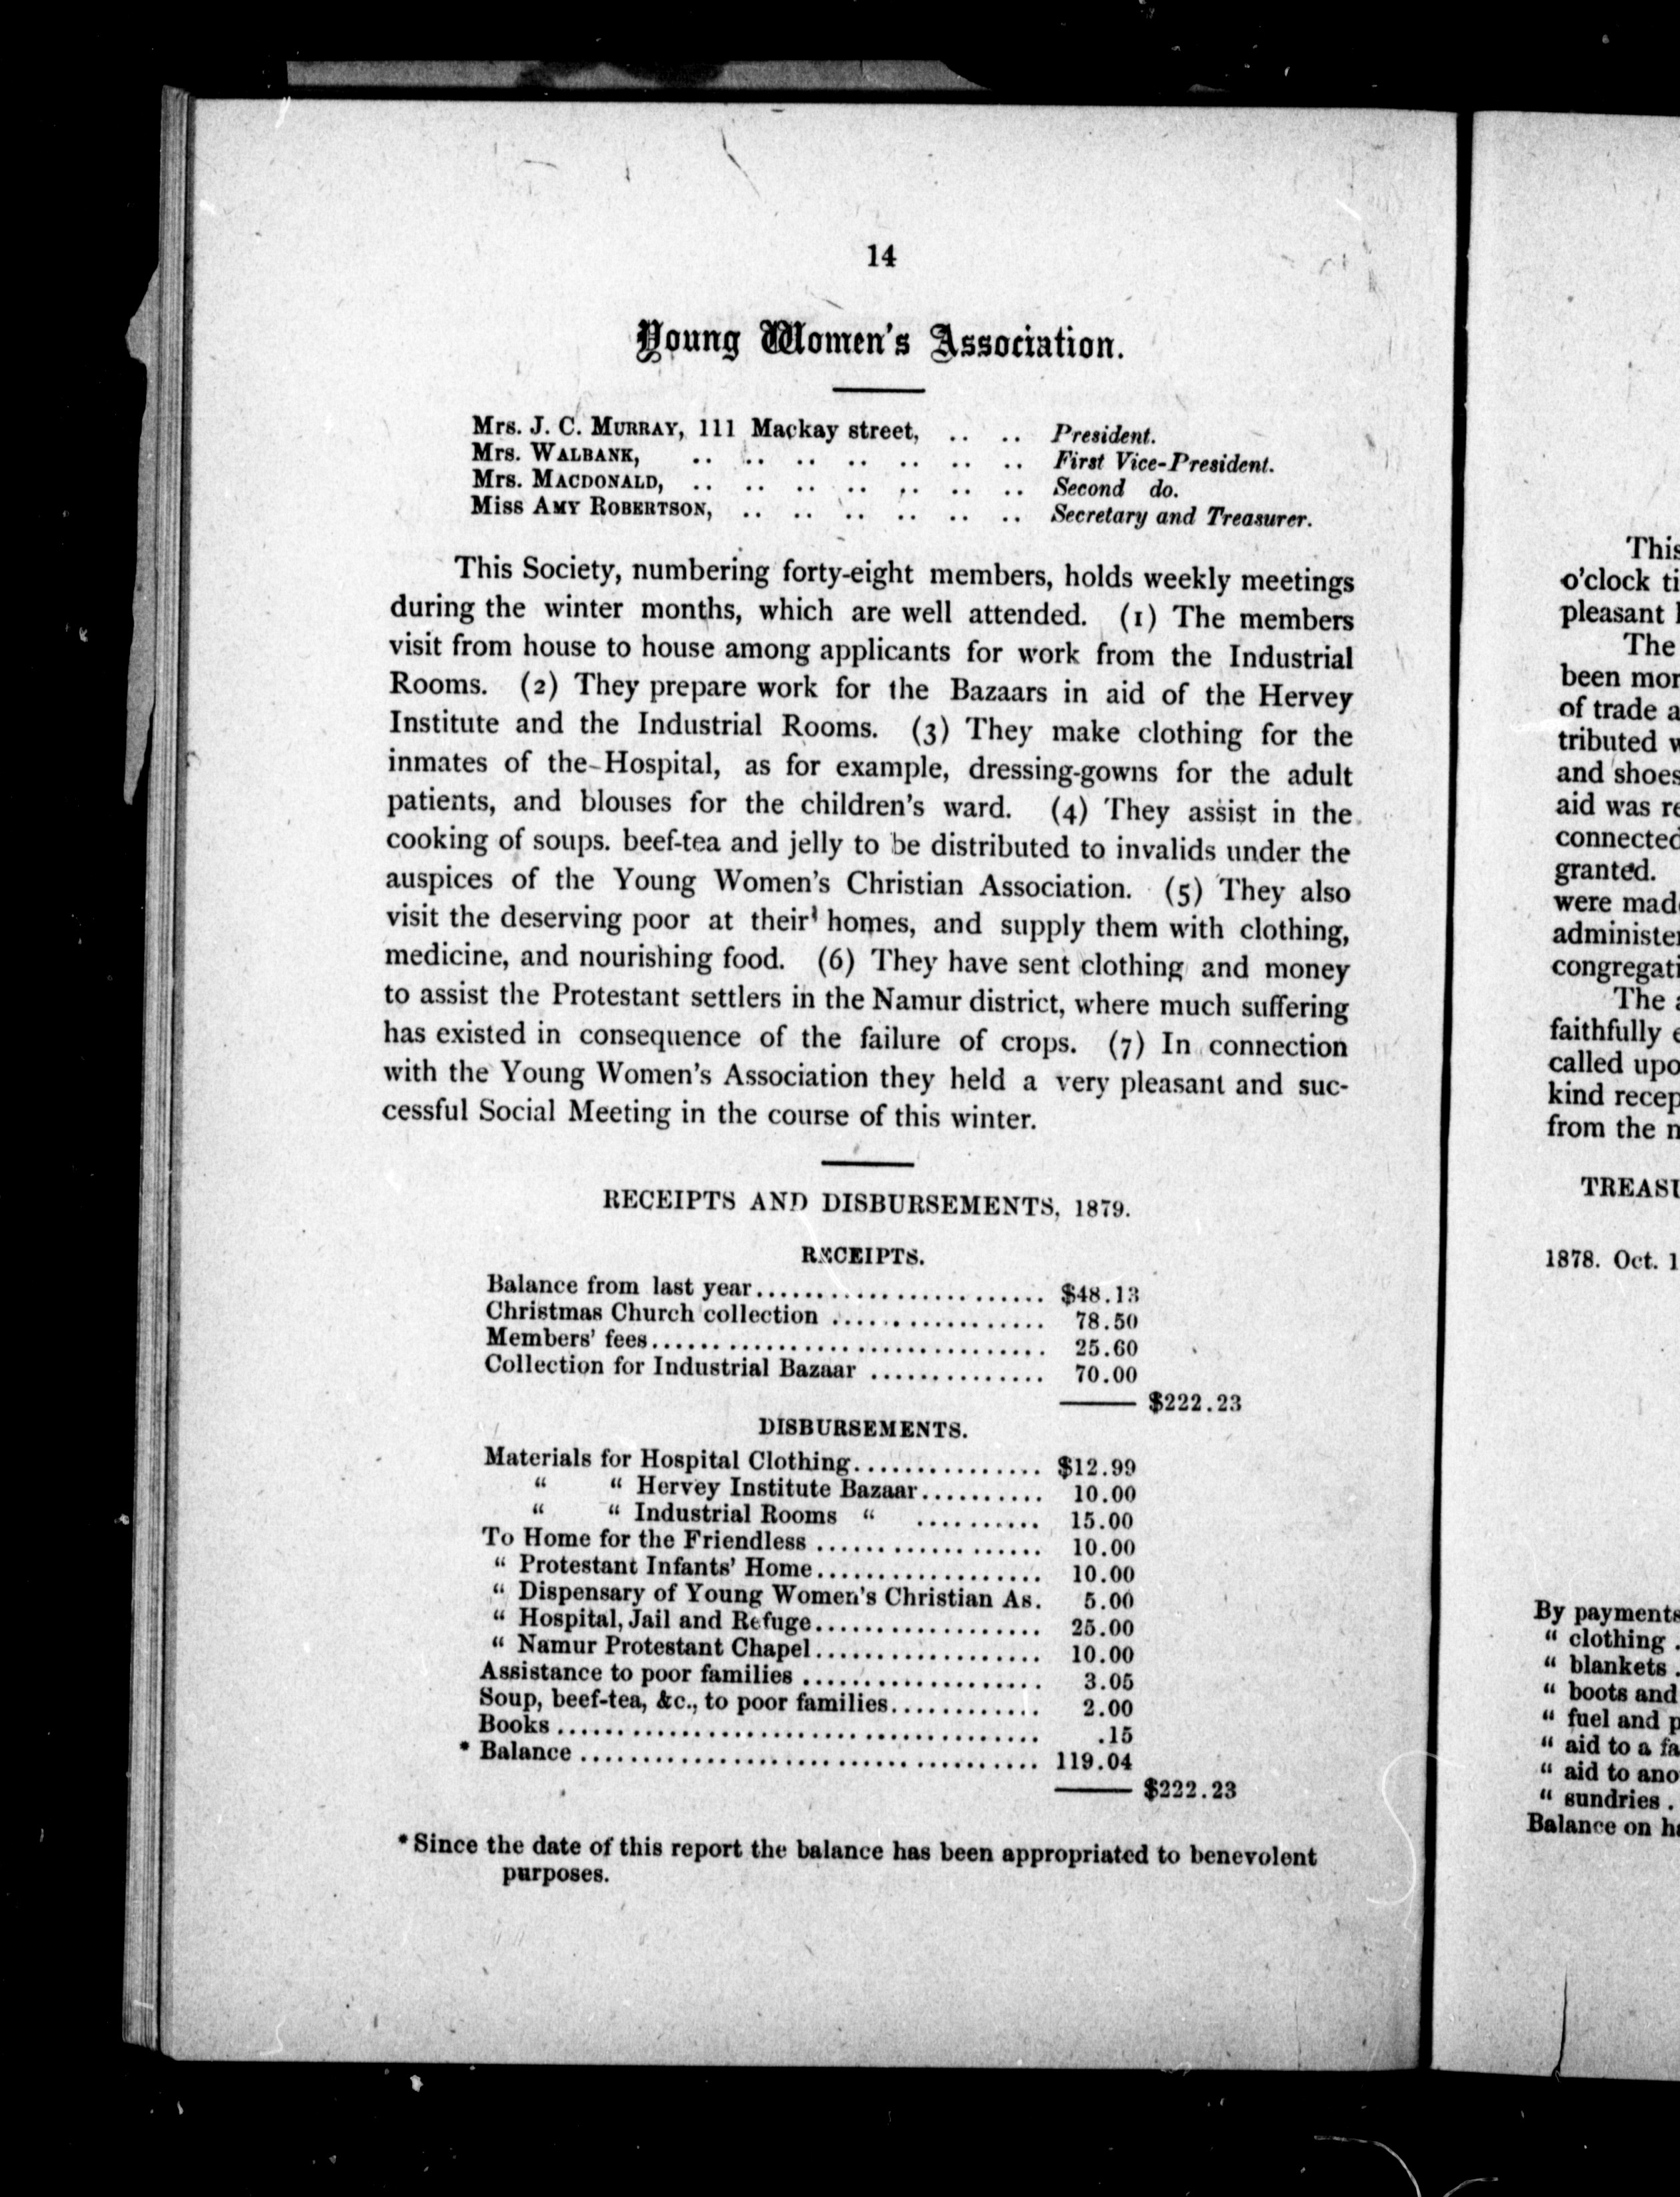 14
Young Women's Association.
Mrs. J. C. MURRAY, 111 Mackay street, .. .. President.
Mrs. WALBANK, .. .. .. .. .. .. .. First Vice-President.
Mrs. MACDONALD, .. .. .. .. .. .. .. Second do.
Miss AMY ROBERTSON, .. .. .. .. .. .. Secretary and Treasurer.
This Society, numbering forty-eight members, holds weekly meetings
during the winter months, which are well attended. (1) The members
visit from house to house among applicants for work from the Industrial
Rooms. (2) They prepare work for the Bazaars in aid of the Hervey
Institute and the Industrial Rooms. (3) They make clothing for the
inmates of the Hospital, as for example, dressing-gowns for the adult
patients, and blouses for the children's ward. (4) They assist in the
cooking of soups. beef-tea and jelly to be distributed to invalids under the
auspices of the Young Women's Christian Association. (5) They also
visit the deserving poor at their homes, and supply them with clothing,
medicine, and nourishing food. (6) They have sent clothing and money
to assist the Protestant settlers in the Namur district, where much suffering
has existed in consequence of the failure of crops. (7) In connection
with the Young Women's Association they held a very pleasant and suc-
cessful Social Meeting in the course of this winter.
RECEIPTS AND DISBURSEMENTS, 1879.
RECEIPTS.
Balance from last year........................ $48.13
Christmas Church collection .................. 78.50
Members' fees................................. 25.60
Collection for Industrial Bazaar ............... 70.00
$222.23
DISBURSEMENTS.
Materials for Hospital Clothing................ $12.99
“ “ Hervey Institute Bazaar.......... 10.00
“ “ Industrial Rooms “ .......... 15.00
To Home for the Friendless ................... 10.00
“ Protestant Infants' Home................... 10.00
“ Dispensary of Young Women's Christian As. 5.00
“ Hospital, Jail and Refuge................... 25.00
“ Namur Protestant Chapel................... 10.00
Assistance to poor families .................... 3.05
Soup, beef-tea, &c., to poor families............. 2.00
Books ........................................ .15
* Balance ...................................... 119.04
$222.23
* Since the date of this report the balance has been appropriated to benevolent
purposes.
This
o'clock
pleasant
The
been
of trade
tributed
and shoes
aid was
connected
granted.
were
administer
The
faithfully
called
kind
from the
1878. Oct. 1
By payments
“ clothing .
“ blankets .
“ boots and
“ fuel and
“ aid to a
“ aid to
“ sundries .
Balance on